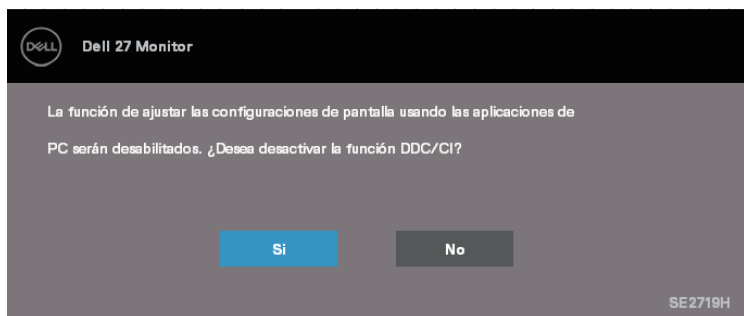 DELL
Dell 27 Monitor
La función de ajustar las configuraciones de pantalla usando las aplicaciones de
PC serán desabilitados. ¿Desea desactivar la función DDC/CI?
Si
No
SE2719H